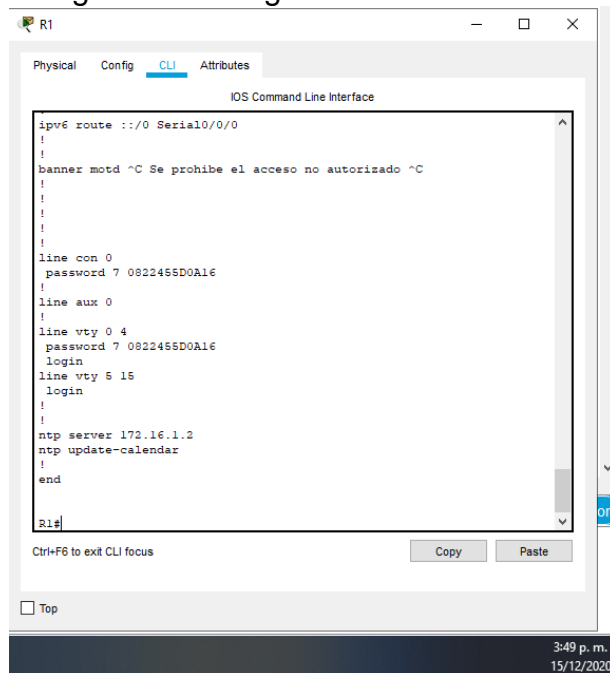 R1
Physical Config CLI Attributes
IOS Command Line Interface
ipv6 route ::/0 Serial0/0/0
!
!
banner motd ^C Se prohibe el acceso no autorizado ^C
!
!
!
!
!
line con 0
password 7 0822455D0A16
!
line aux 0
!
line vty 0 4
password 7 0822455D0A16
login
line vty 5 15
login
!
!
ntp server 172.16.1.2
ntp update-calendar
!
end
R1#
Ctrl+F6 to exit CLI focus
Copy Paste
Top
3:49 p. m.
15/12/2020